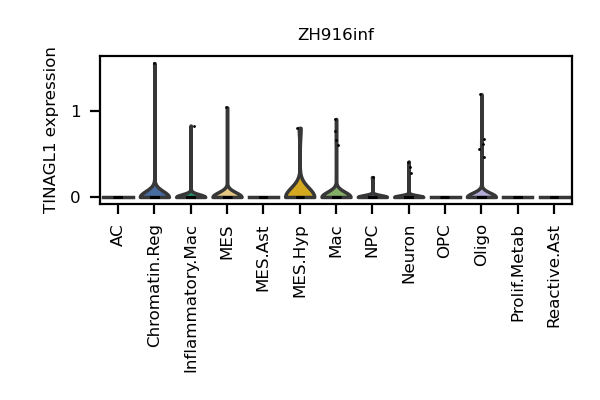 ZH916inf
TINAGL1 expression
1
0
AC
Chromatin.Reg
Inflammatory.Mac
MES
MES.Ast
MES.Hyp
Mac
NPC
Neuron
OPC
Oligo
Prolif.Metab
Reactive.Ast